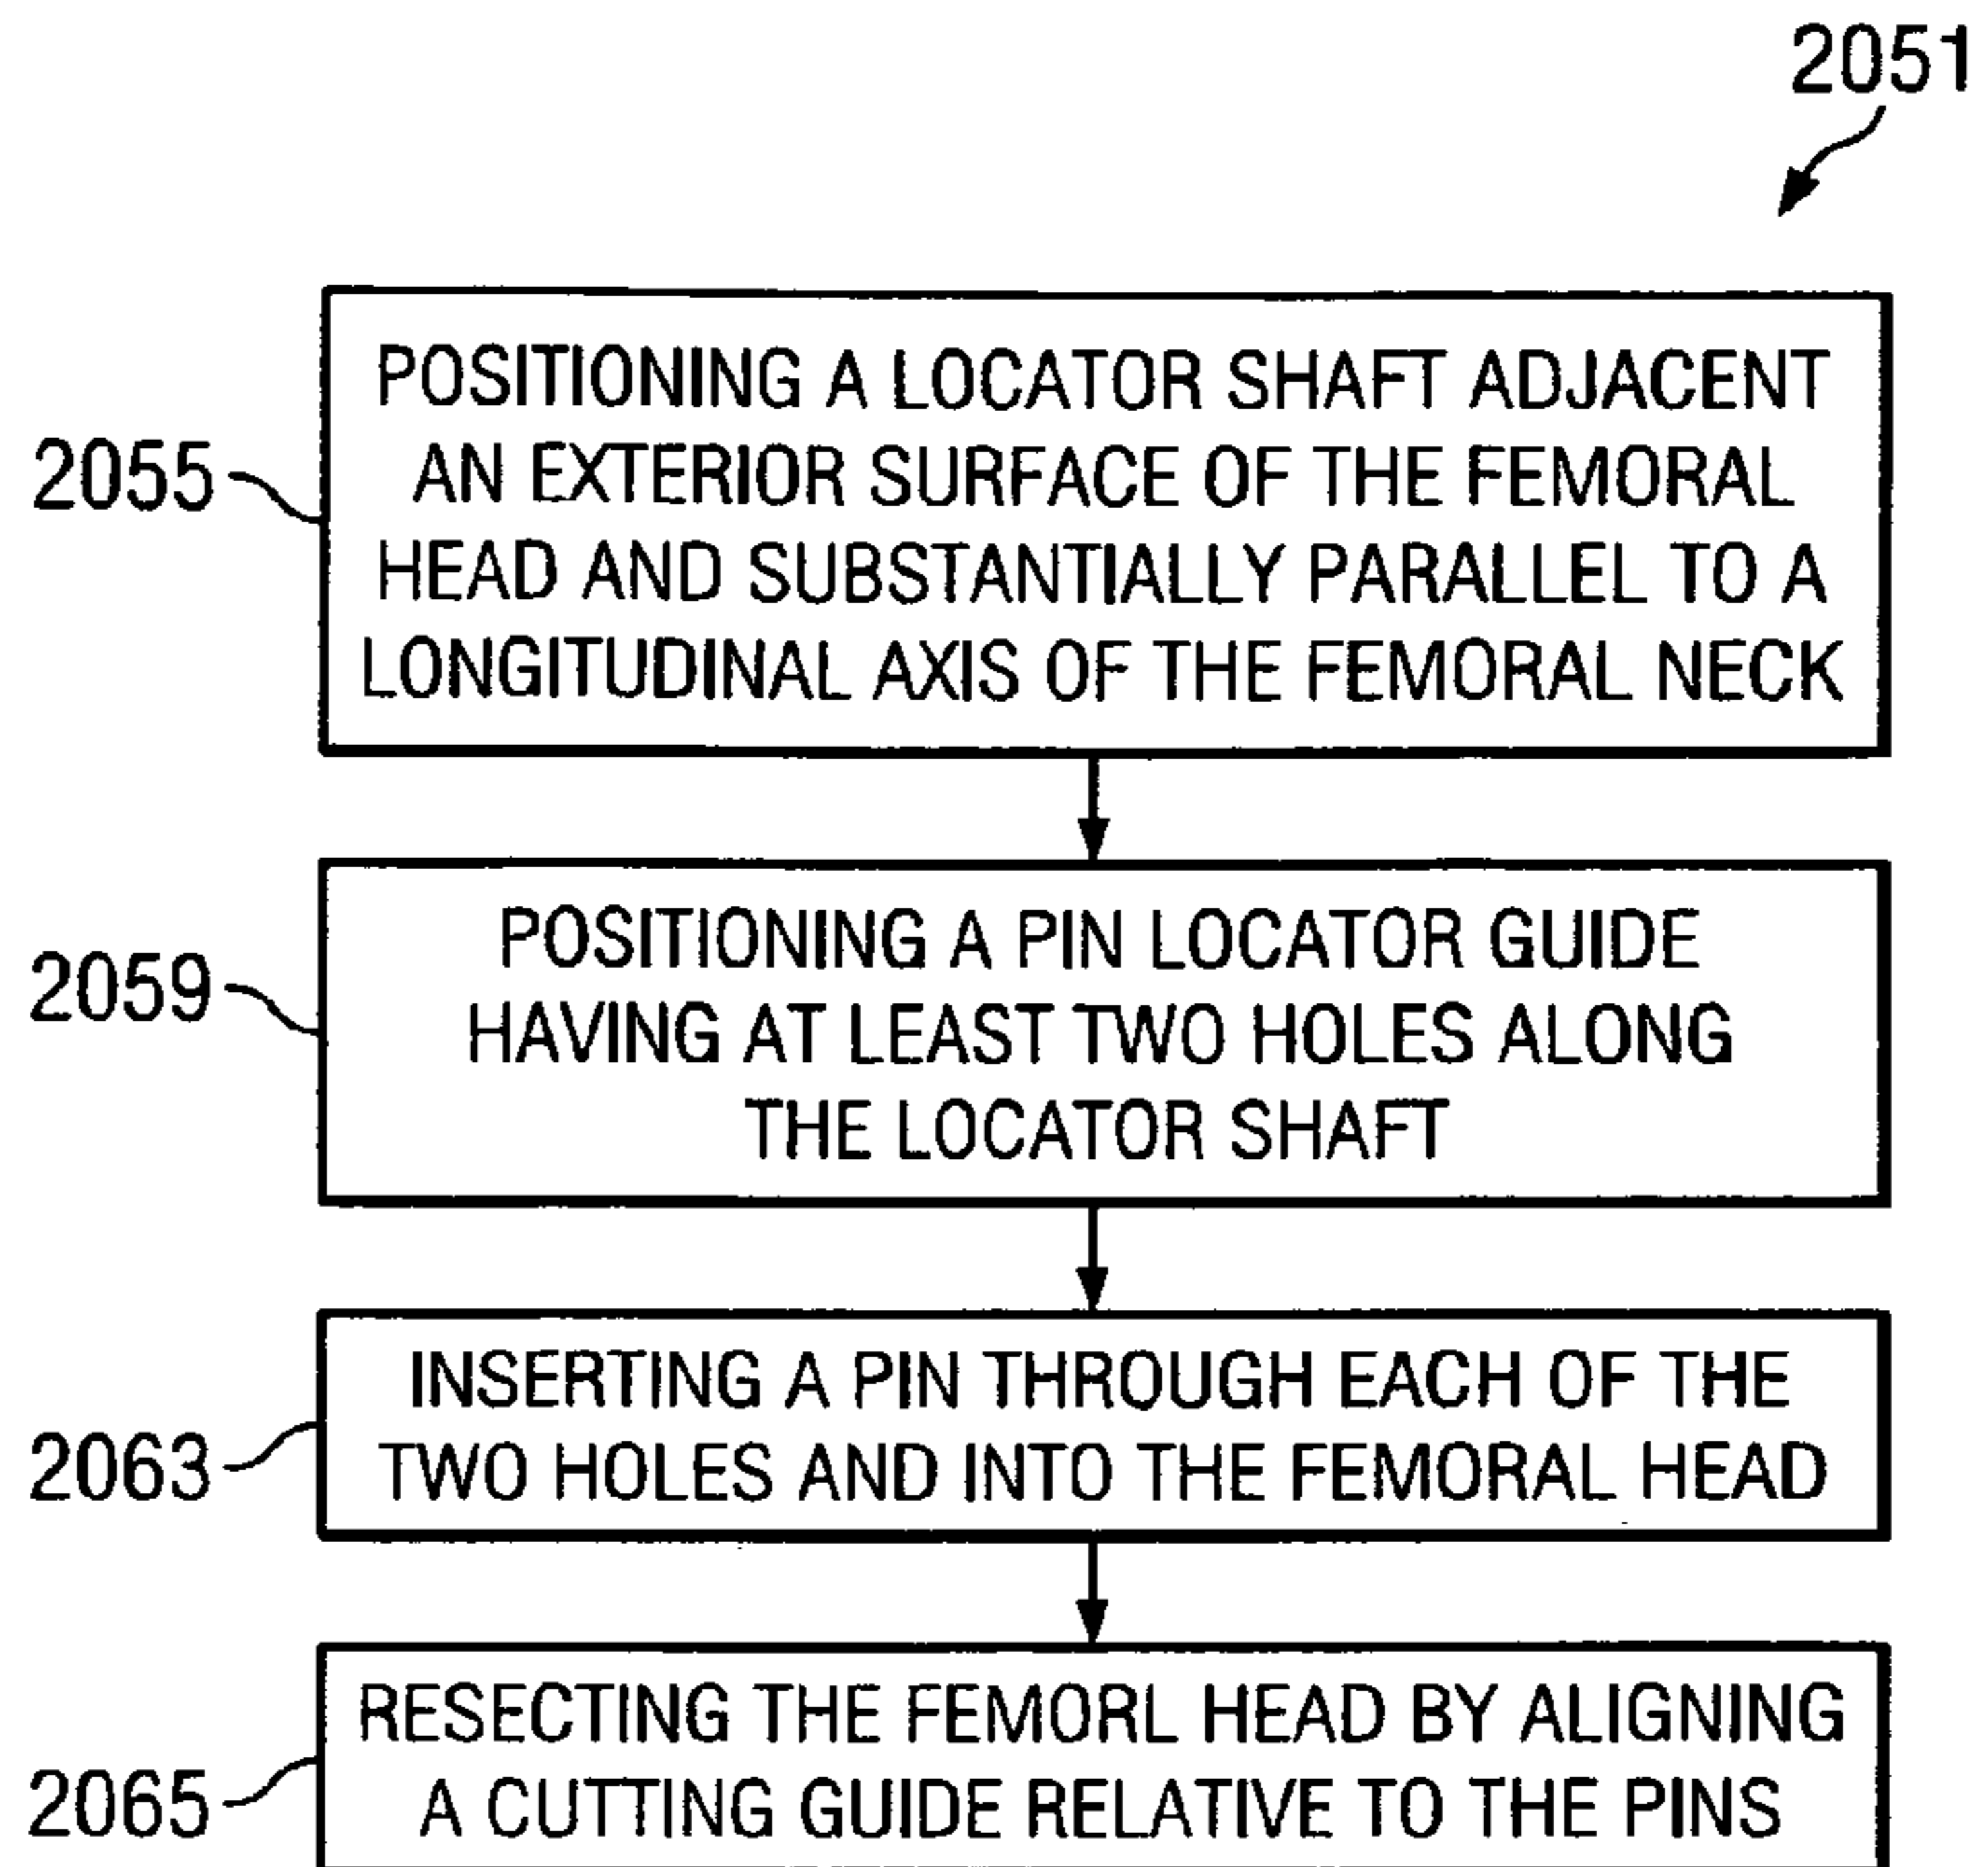 2051
2055
POSITIONING A LOCATOR SHAFT ADJACENT
AN EXTERIOR SURFACE OF THE FEMORAL
HEAD AND SUBSTANTIALLY PARALLEL TO A
LONGITUDINAL AXIS OF THE FEMORAL NECK
2059
POSITIONING A PIN LOCATOR GUIDE
HAVING AT LEAST TWO HOLES ALONG
THE LOCATOR SHAFT
2063
INSERTING A PIN THROUGH EACH OF THE
TWO HOLES AND INTO THE FEMORAL HEAD
2065
RESECTING THE FEMORL HEAD BY ALIGNING
A CUTTING GUIDE RELATIVE TO THE PINS